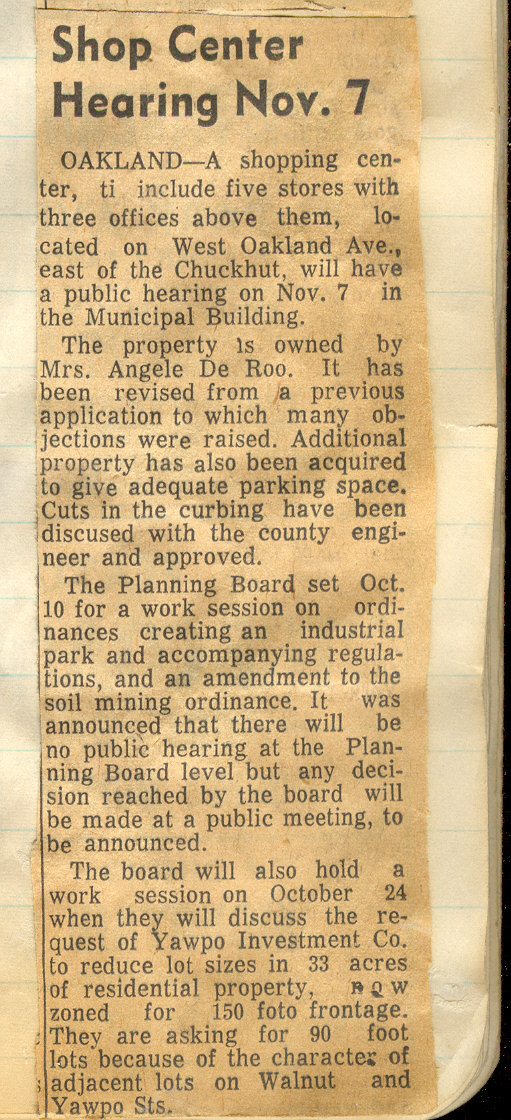 Shop Center
Hearing Nov. 7
OAKLAND—A shopping cen-
ter, ti include five stores with
three offices above them, lo-
cated on West Oakland Ave.,
east of the Chuckhut, will have
a public hearing on Nov. 7 in
the Municipal Building.
The property is owned by
Mrs. Angele De Roo. It has
been revised from a previous
application to which many ob-
jections were raised. Additional
property has also been acquired
to give adequate parking space.
Cuts in the curbing have been
discussed with the county engi-
neer and approved.
The Planning Board set Oct.
10 for a work session on ordi-
nances creating an industrial
park and accompanying regula-
tions, and an amendment to the
soil mining ordinance. It was
announced that there will be
no public hearing at the Plan-
ning Board level but any deci-
sion reached by the board will
be made at a public meeting, to
be announced.
The board will also hold a
work session on October 24
when they will discuss the re-
quest of Yawpo Investment Co.
to reduce lot sizes in 33 acres
of residential property, now
zoned for 150 foto frontage.
They are asking for 90 foot
lots because of the character of
adjacent lots on Walnut and
Yawpo Sts.